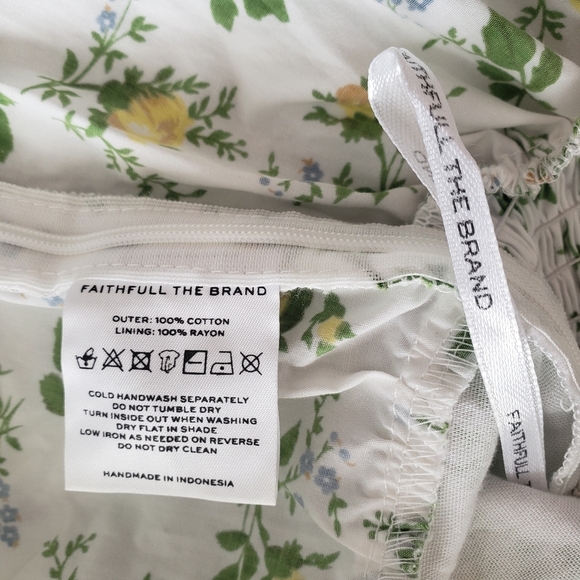 FAITHFULL THE BRAND
OUTER: 100% COTTON
LINING: 100% RAYON
COLD HANDWASH SEPARATELY
DO NOT TUMBLE DRY
TURN INSIDE OUT WHEN WASHING
DRY FLAT IN SHADE
LOW IRON AS NEEDED ON REVERSE
DO NOT DRY CLEAN
HANDMADE IN INDONESIA
THE BRAND
FAITHFULL